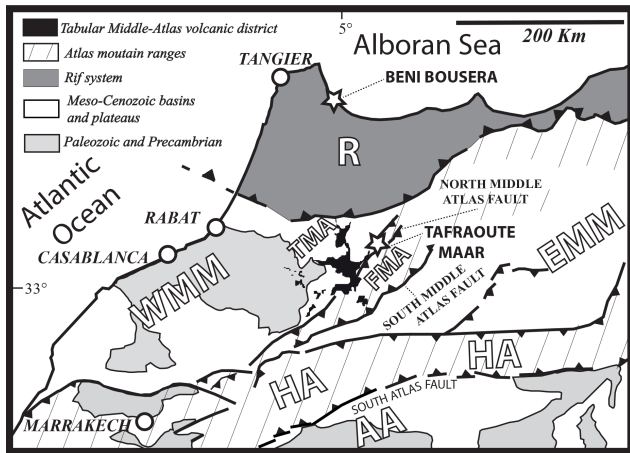 Tabular Middle-Atlas volcanic district
Atlas moutain ranges
Rif system
Meso-Cenozoic basins
and plateaus
Paleozoic and Precambrian
5°
Alboran Sea
200 Km
TANGIER
BENI BOUSERA
R
Atlantic
Ocean
NORTH MIDDLE
ATLAS FAULT
RABAT
TMA
TAFRAOUTE
MAAR
CASABLANCA
FMA
EMM
WMM
SOUTH MIDDLE
ATLAS FAULT
33°
HA
HA
SOUTH ATLAS FAULT
MARRAKECH
AA